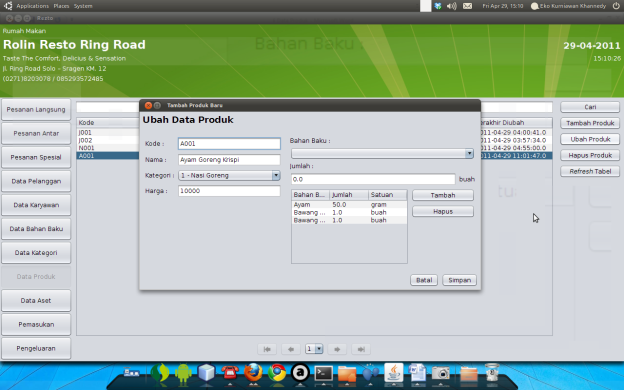 Applications Places System
Fri Apr 29, 15:10 Eko Kurniawan Khannedy
Resto
Rumah Makan
Rolin Resto Ring Road
Taste The Comfort, Delicius & Sensation
Jl. Ring Road Solo - Sragen KM. 12
(0271)8203078 / 085293572485
Bahan Baku
29-04-2011
15:10:26
Pesanan Langsung
Pesanan Antar
Pesanan Spesial
Data Pelanggan
Data Karyawan
Data Bahan Baku
Data Kategori
Data Produk
Data Aset
Pemasukan
Pengeluaran
Kode
J001
J002
N001
A001
erakhir Diubah
011-04-29 04:00:41.0
011-04-29 03:57:34.0
011-04-29 04:55:00.0
011-04-29 11:01:47.0
Cari
Tambah Produk
Ubah Produk
Hapus Produk
Refresh Tabel
Tambah Produk Baru
Ubah Data Produk
Kode : A001
Nama : Ayam Goreng Krispi
Kategori : 1 - Nasi Goreng
Harga : 10000
Bahan Baku :
Jumlah :
0.0 buah
Bahan B... Jumlah Satuan
Ayam 50.0 gram
Bawang ... 1.0 buah
Bawang ... 1.0 buah
Tambah
Hapus
Batal Simpan
1